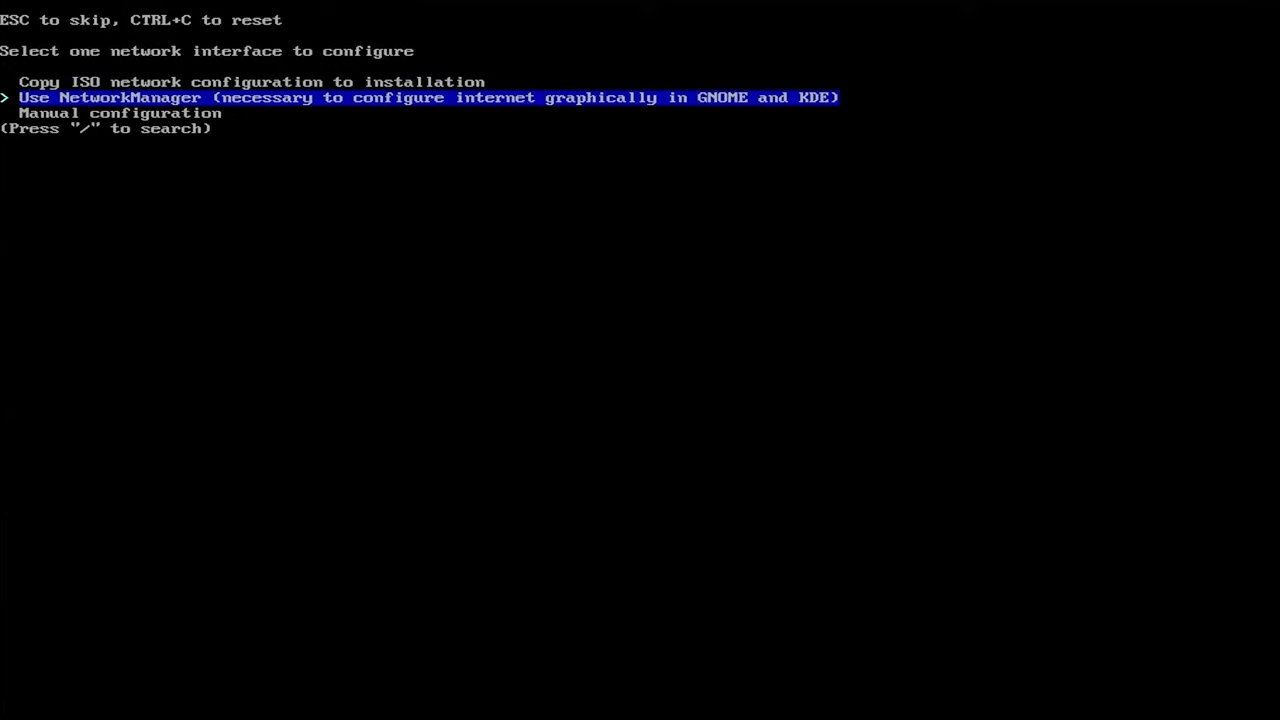 ESC to skip, CTRL+C to reset
Select one network interface to configure
Copy ISO network configuration to installation
> Use NetworkManager (necessary to configure internet graphically in GNOME and KDE)
Manual configuration
(Press "/" to search)